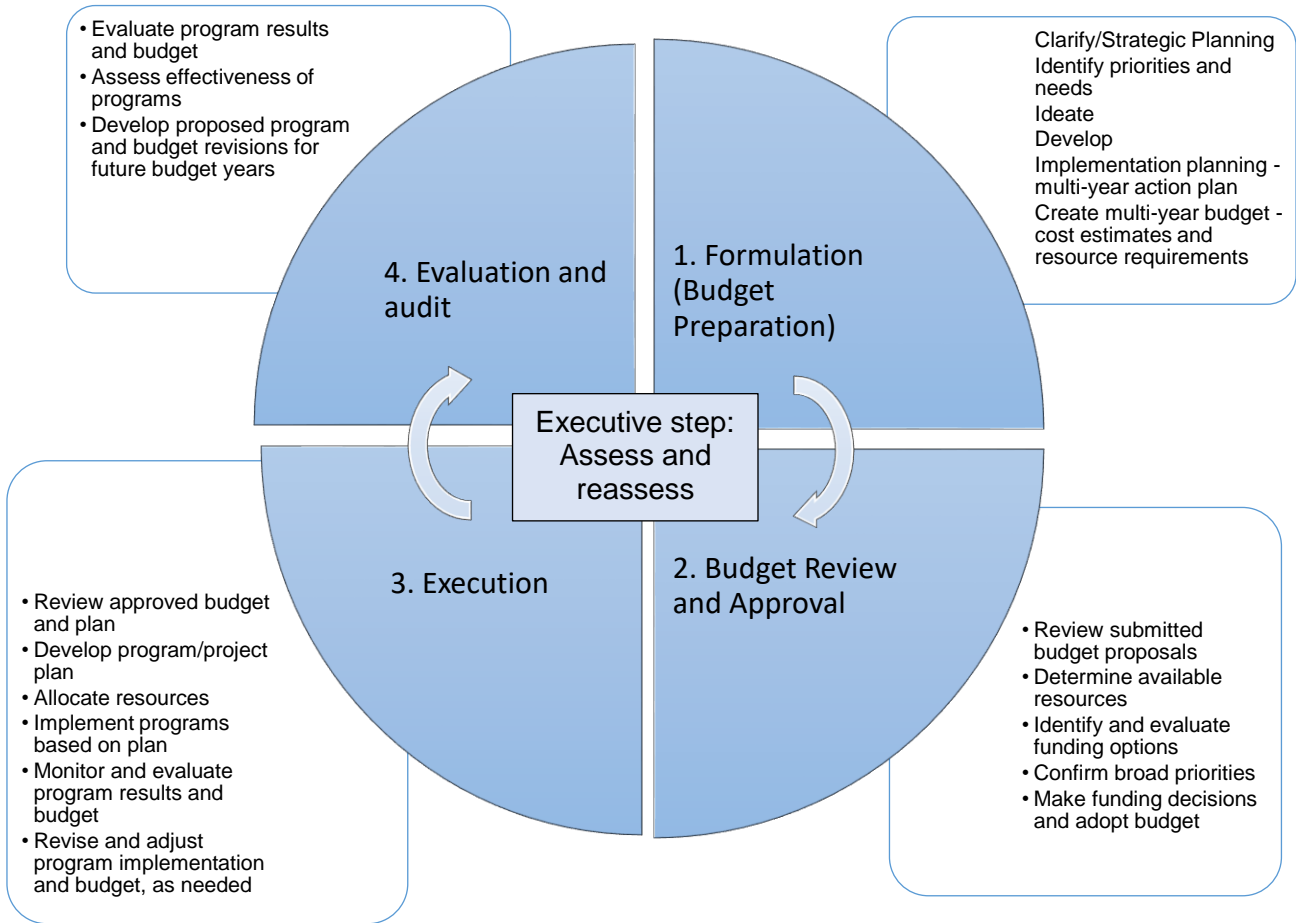 • Evaluate program results
and budget
• Assess effectiveness of
programs
• Develop proposed program
and budget revisions for
future budget years
Clarify/Strategic Planning
Identify priorities and
needs
Ideate
Develop
Implementation planning -
multi-year action plan
Create multi-year budget -
cost estimates and
resource requirements
4. Evaluation and
audit
1. Formulation
(Budget
Preparation)
Executive step:
Assess and
reassess
3. Execution
2. Budget Review
and Approval
• Review approved budget
and plan
• Develop program/project
plan
• Allocate resources
• Implement programs
based on plan
• Monitor and evaluate
program results and
budget
• Revise and adjust
program implementation
and budget, as needed
• Review submitted
budget proposals
• Determine available
resources
• Identify and evaluate
funding options
• Confirm broad priorities
• Make funding decisions
and adopt budget